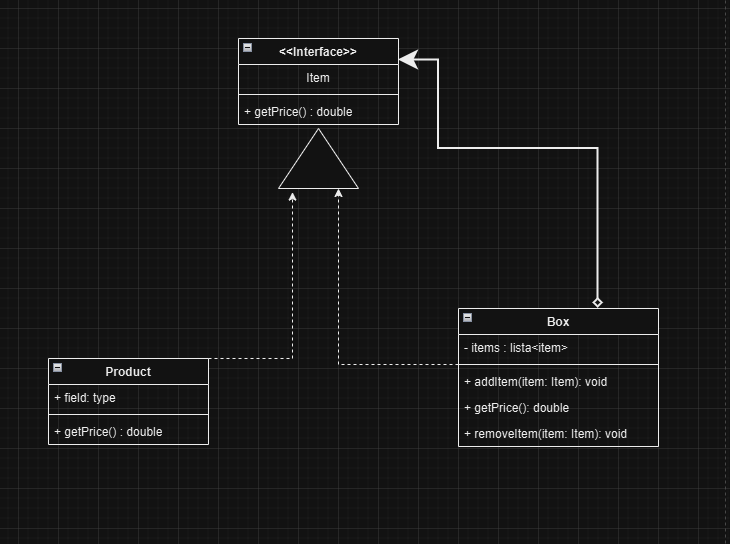 <<Interface>>
Item
+ getPrice() : double
Box
- items : lista<item>
+ addItem(item: Item): void
+ getPrice(): double
+ removeItem(item: Item): void
Product
+ field: type
+ getPrice() : double